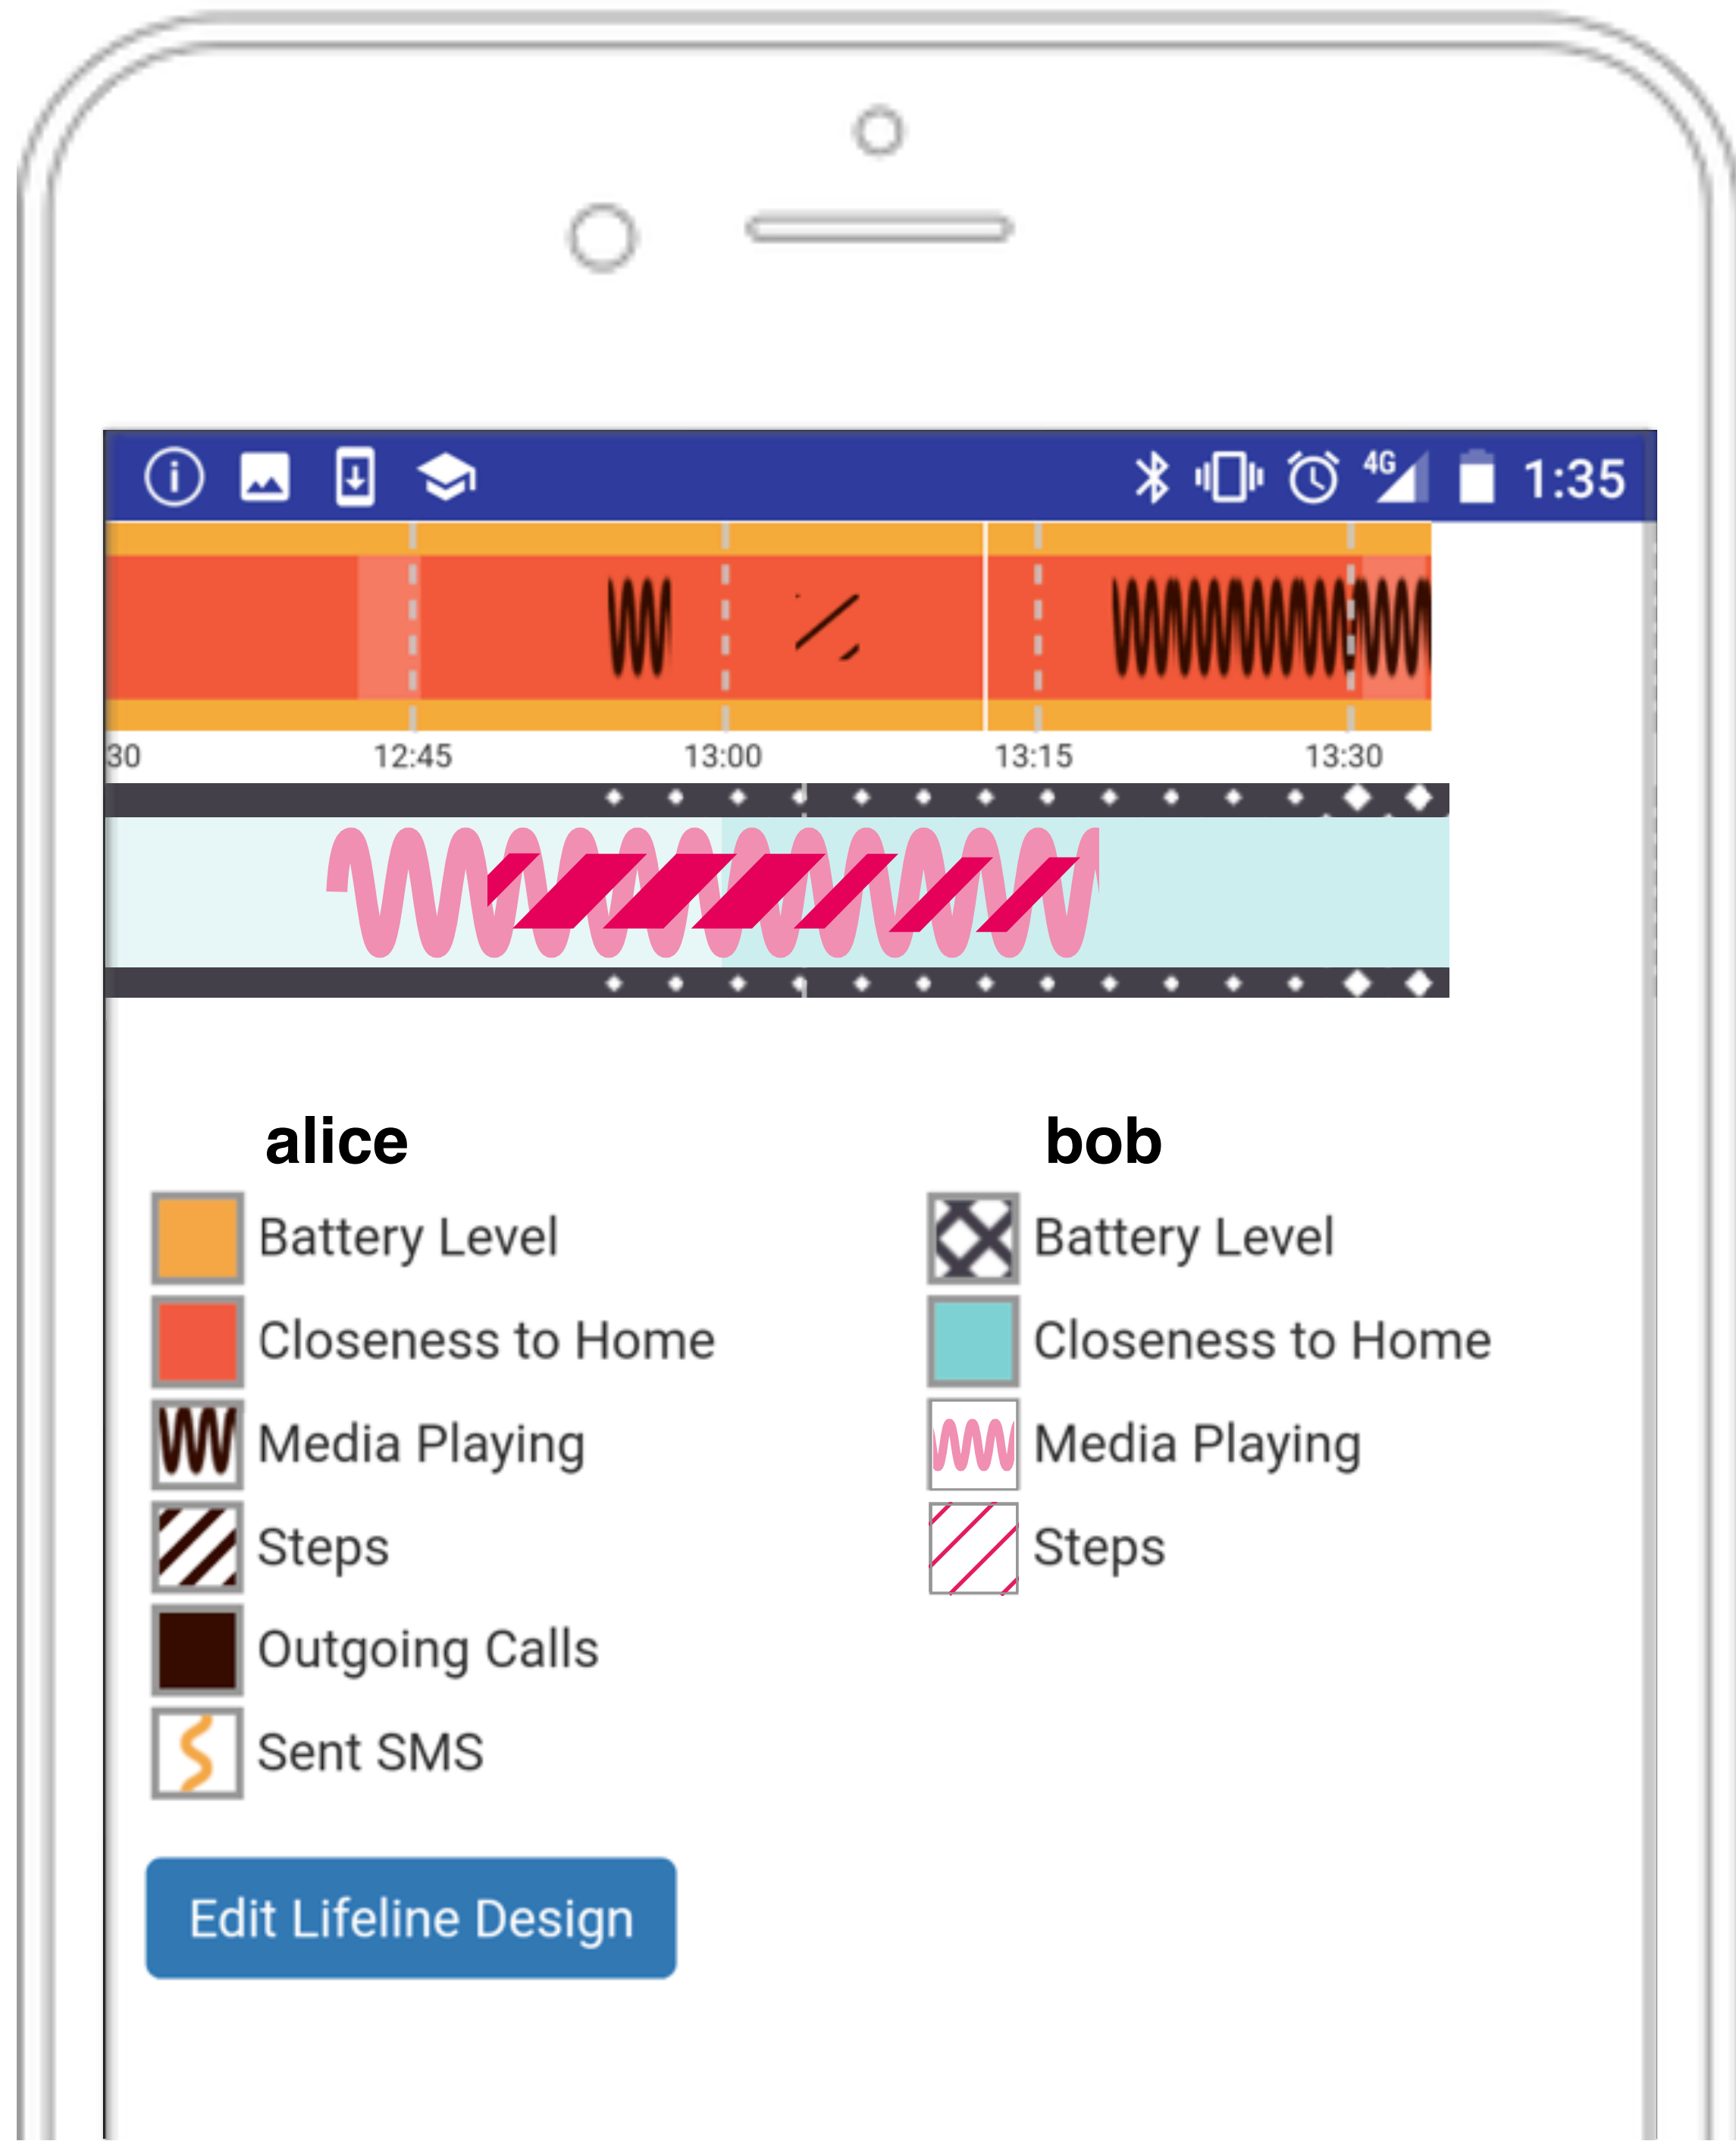 4G 1:35
30 12:45 13:00 13:15 13:30
alice bob
Battery Level Battery Level
Closeness to Home Closeness to Home
Media Playing Media Playing
Steps Steps
Outgoing Calls
Sent SMS
Edit Lifeline Design